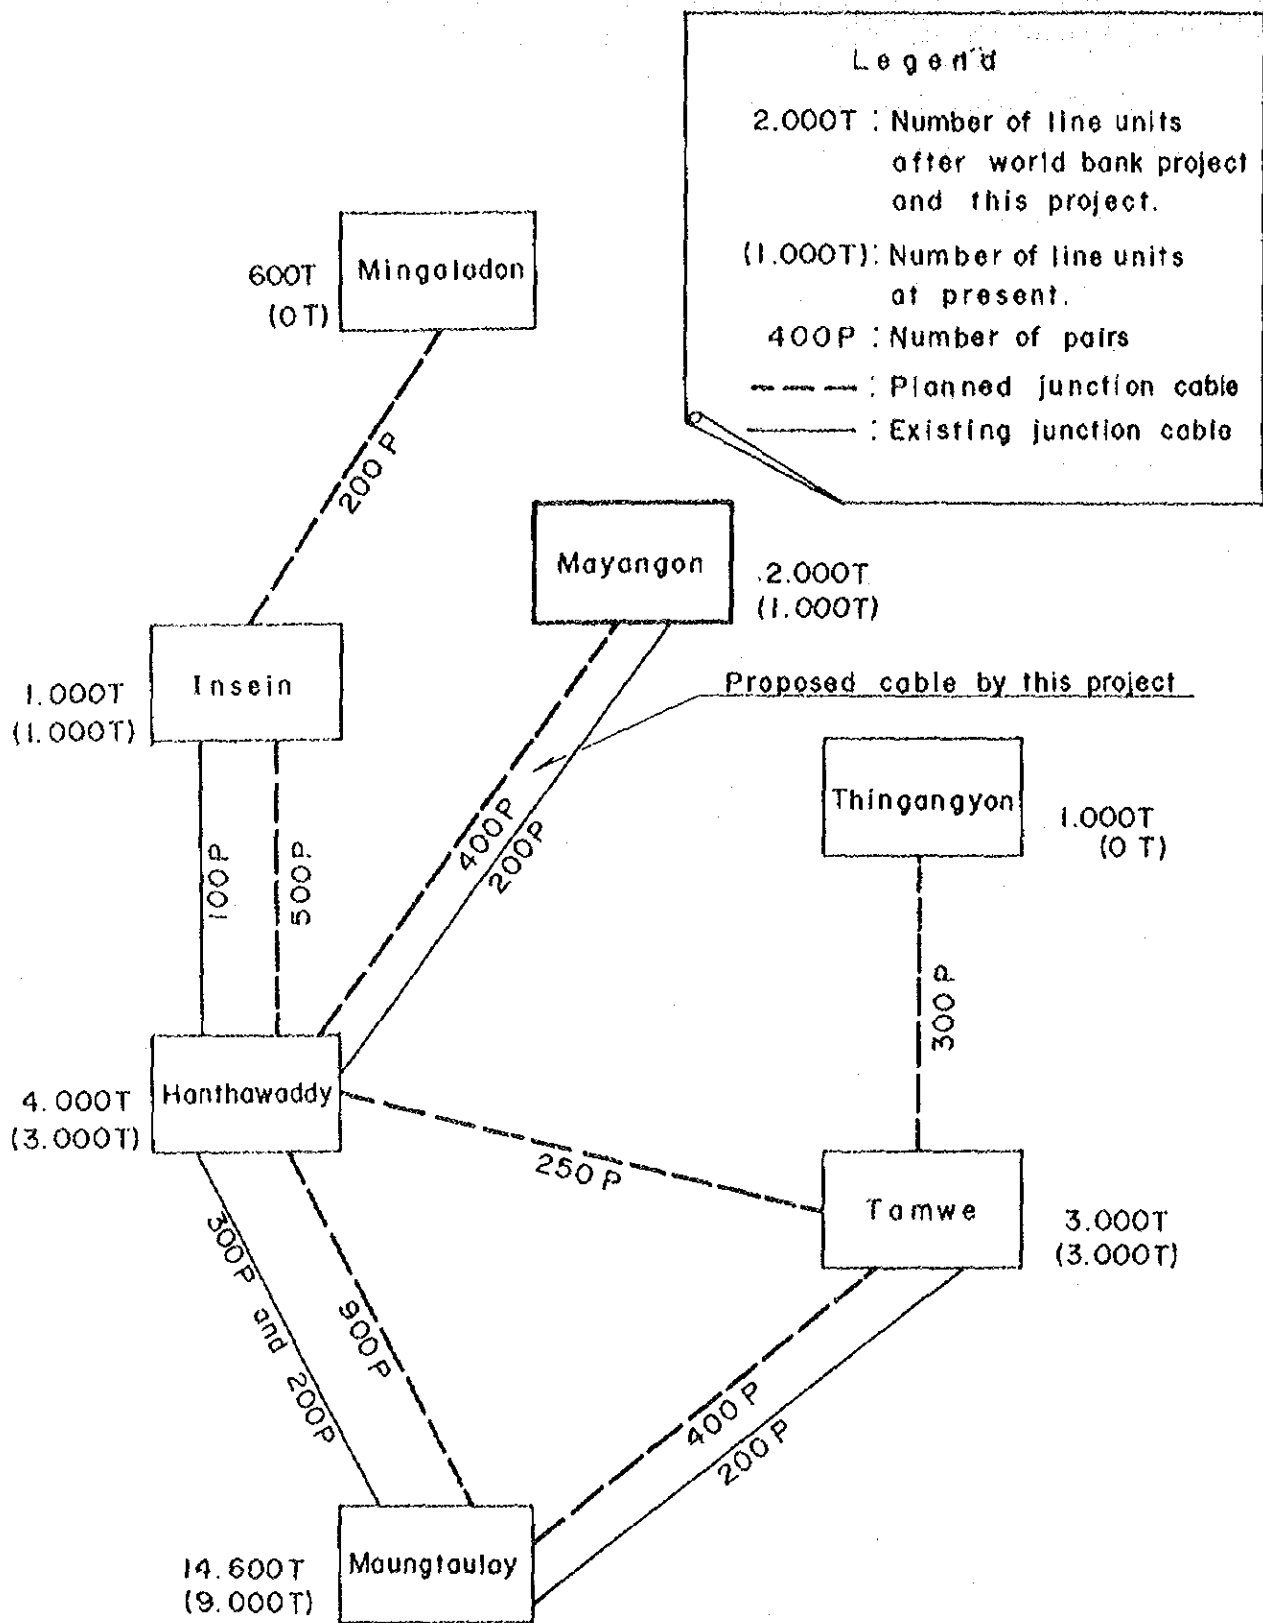 Legend
2.000T : Number of line units
after world bank project
and this project.
(1.000T): Number of line units
at present.
400P : Number of pairs
: Planned junction cable
: Existing junction cable
Mingaladon
600T
(0T)
200P
Mayangon
2.000T
(1.000T)
Insein
1.000T
(1.000T)
Proposed cable by this project
Thingangyon
1.000T
(0T)
400P
200P
100P
500P
300P
Hanthawaddy
4.000T
(3.000T)
250P
Tamwe
3.000T
(3.000T)
300P and 200P
900P
400P
200P
Maungtaulay
14.600T
(9.000T)